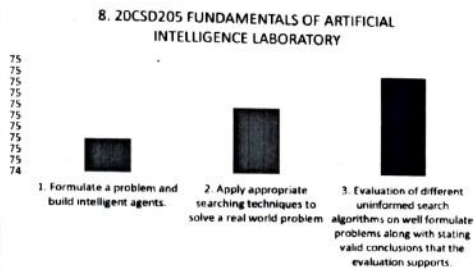 8. 20CSD205 FUNDAMENTALS OF ARTIFICIAL
INTELLIGENCE LABORATORY
75
75
75
75
75
75
75
75
75
75
74
1. Formulate a problem and
build intelligent agents.
2. Apply appropriate
searching techniques to
solve a real world problem
3. Evaluation of different
uninformed search
algorithms on well formulate
problems along with stating
valid conclusions that the
evaluation supports.